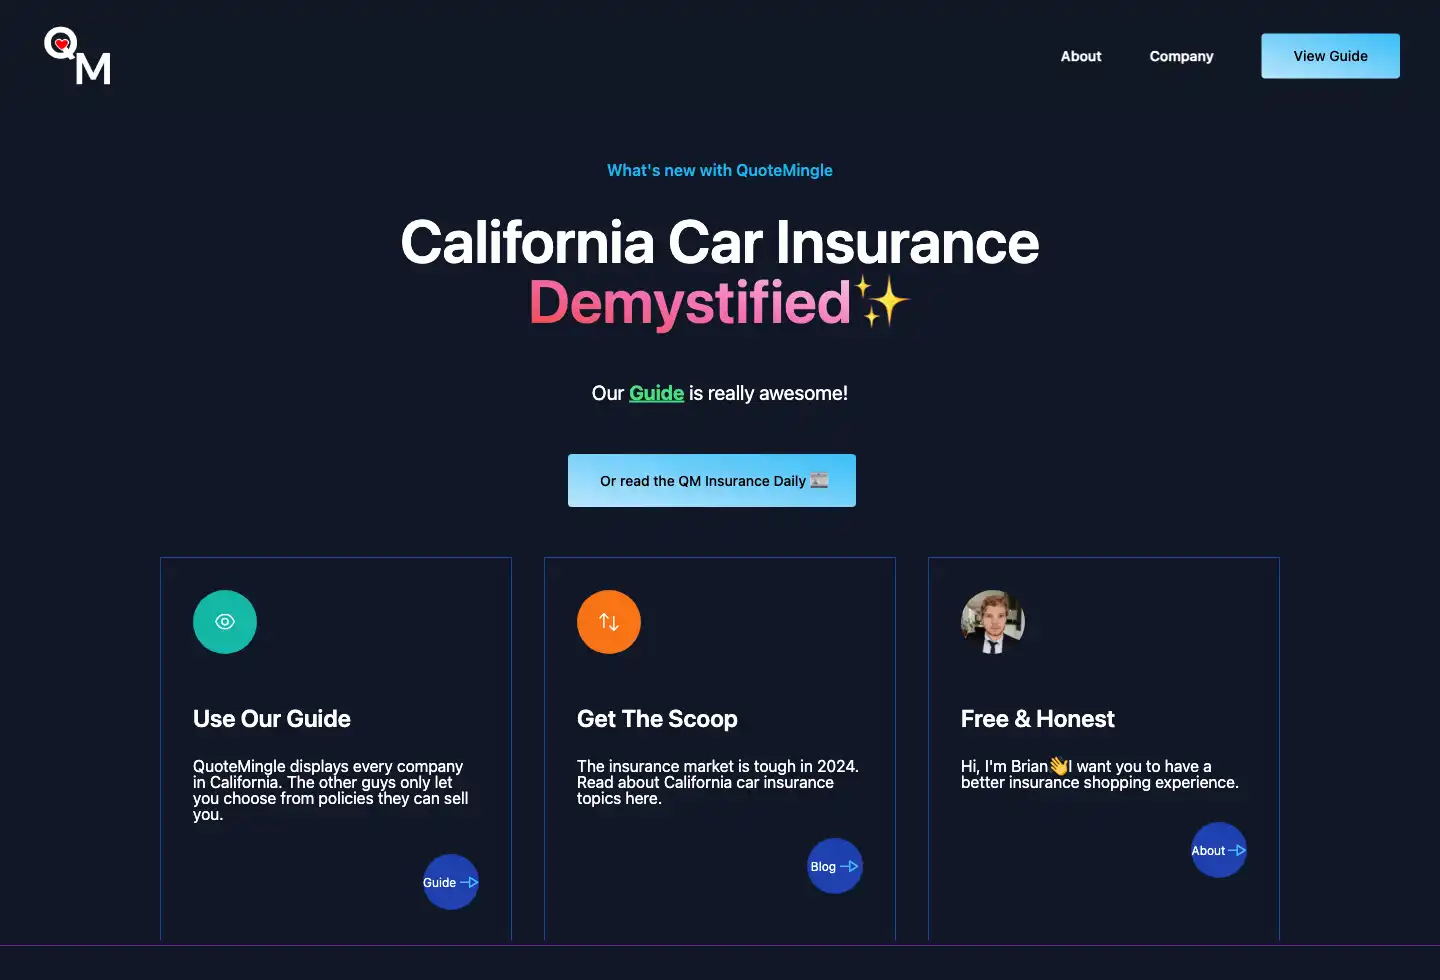 QM
About
Company
View Guide
What's new with QuoteMingle
California Car Insurance
Demystified✨
Our Guide is really awesome!
Or read the QM Insurance Daily 📰
Use Our Guide
QuoteMingle displays every company
in California. The other guys only let
you choose from policies they can sell
you.
Guide
Get The Scoop
The insurance market is tough in 2024.
Read about California car insurance
topics here.
Blog
Free & Honest
Hi, I'm Brian👋I want you to have a
better insurance shopping experience.
About